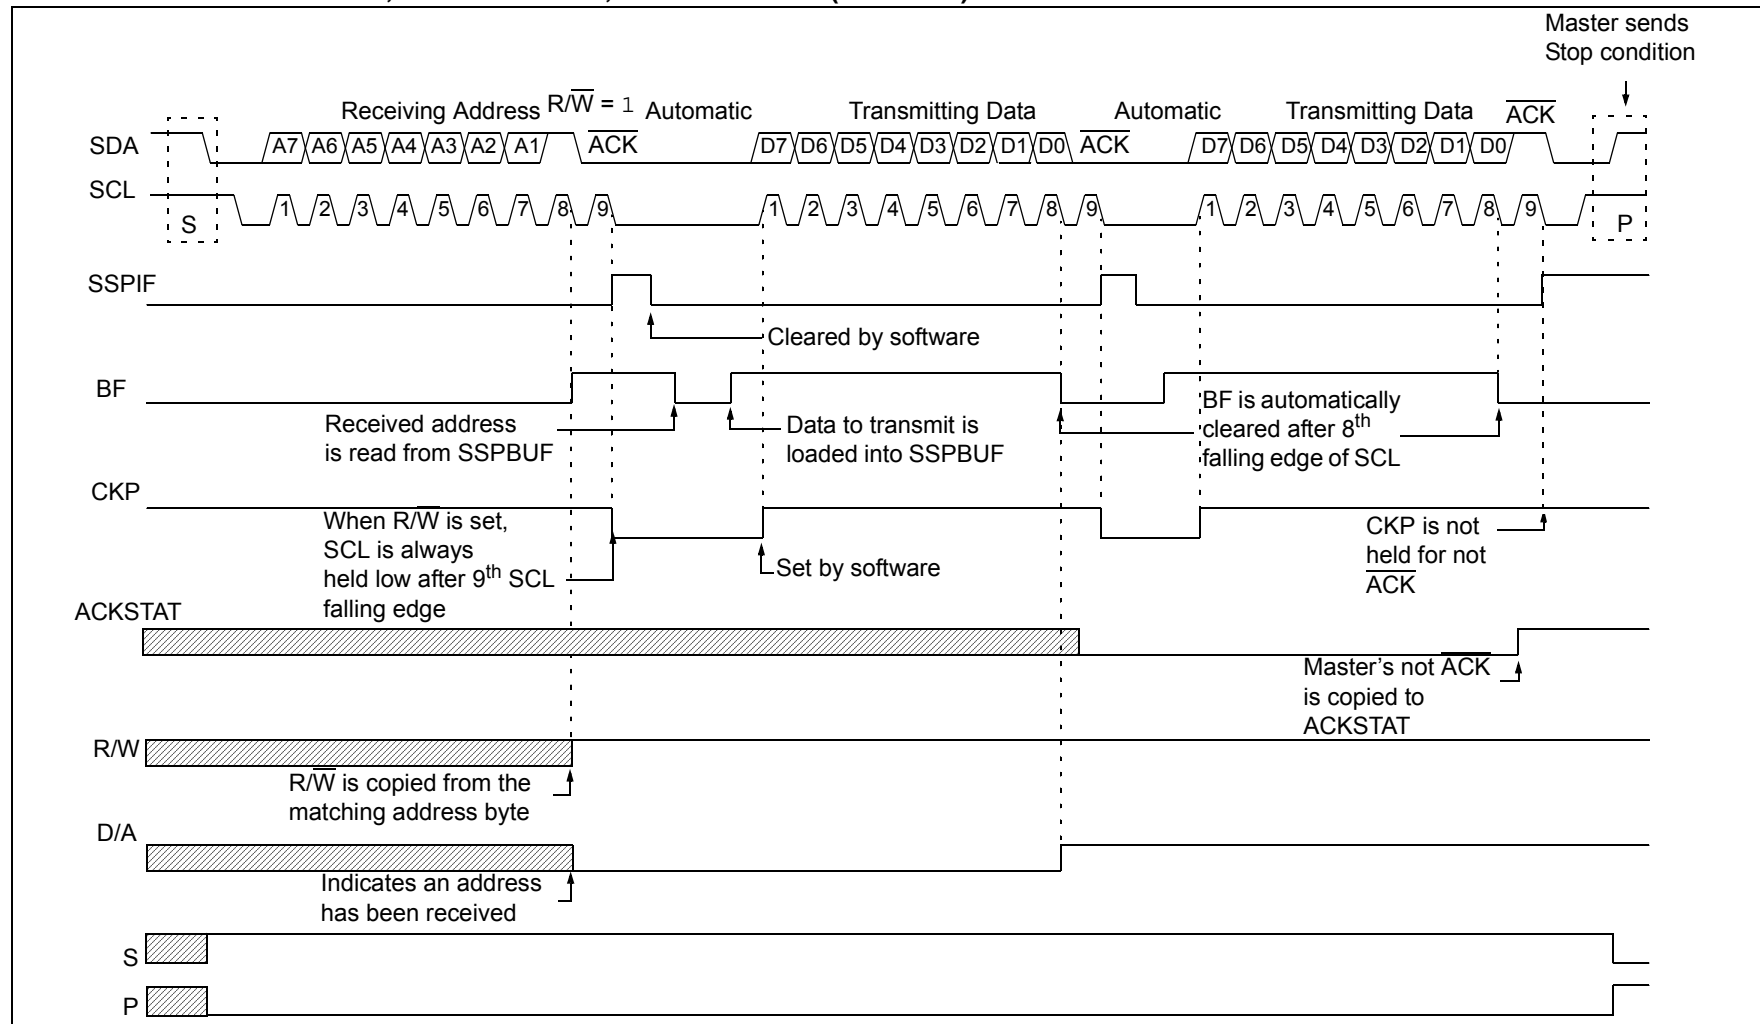 Master sends
Stop condition
Receiving Address R/W̅ = 1 Automatic Transmitting Data Automatic Transmitting Data A̅C̅K̅
SDA A7 A6 A5 A4 A3 A2 A1 A̅C̅K̅ D7 D6 D5 D4 D3 D2 D1 D0 A̅C̅K̅ D7 D6 D5 D4 D3 D2 D1 D0
SCL 1 2 3 4 5 6 7 8 9 1 2 3 4 5 6 7 8 9 1 2 3 4 5 6 7 8 9
S P
SSPIF
Cleared by software
BF
Received address
is read from SSPBUF
Data to transmit is
loaded into SSPBUF
BF is automatically
cleared after 8th
falling edge of SCL
CKP
When R/W̅ is set,
SCL is always
held low after 9th SCL
falling edge
Set by software
CKP is not
held for not
A̅C̅K̅
ACKSTAT
Master's not A̅C̅K̅
is copied to
ACKSTAT
R/W
R/W̅ is copied from the
matching address byte
D/A
Indicates an address
has been received
S
P